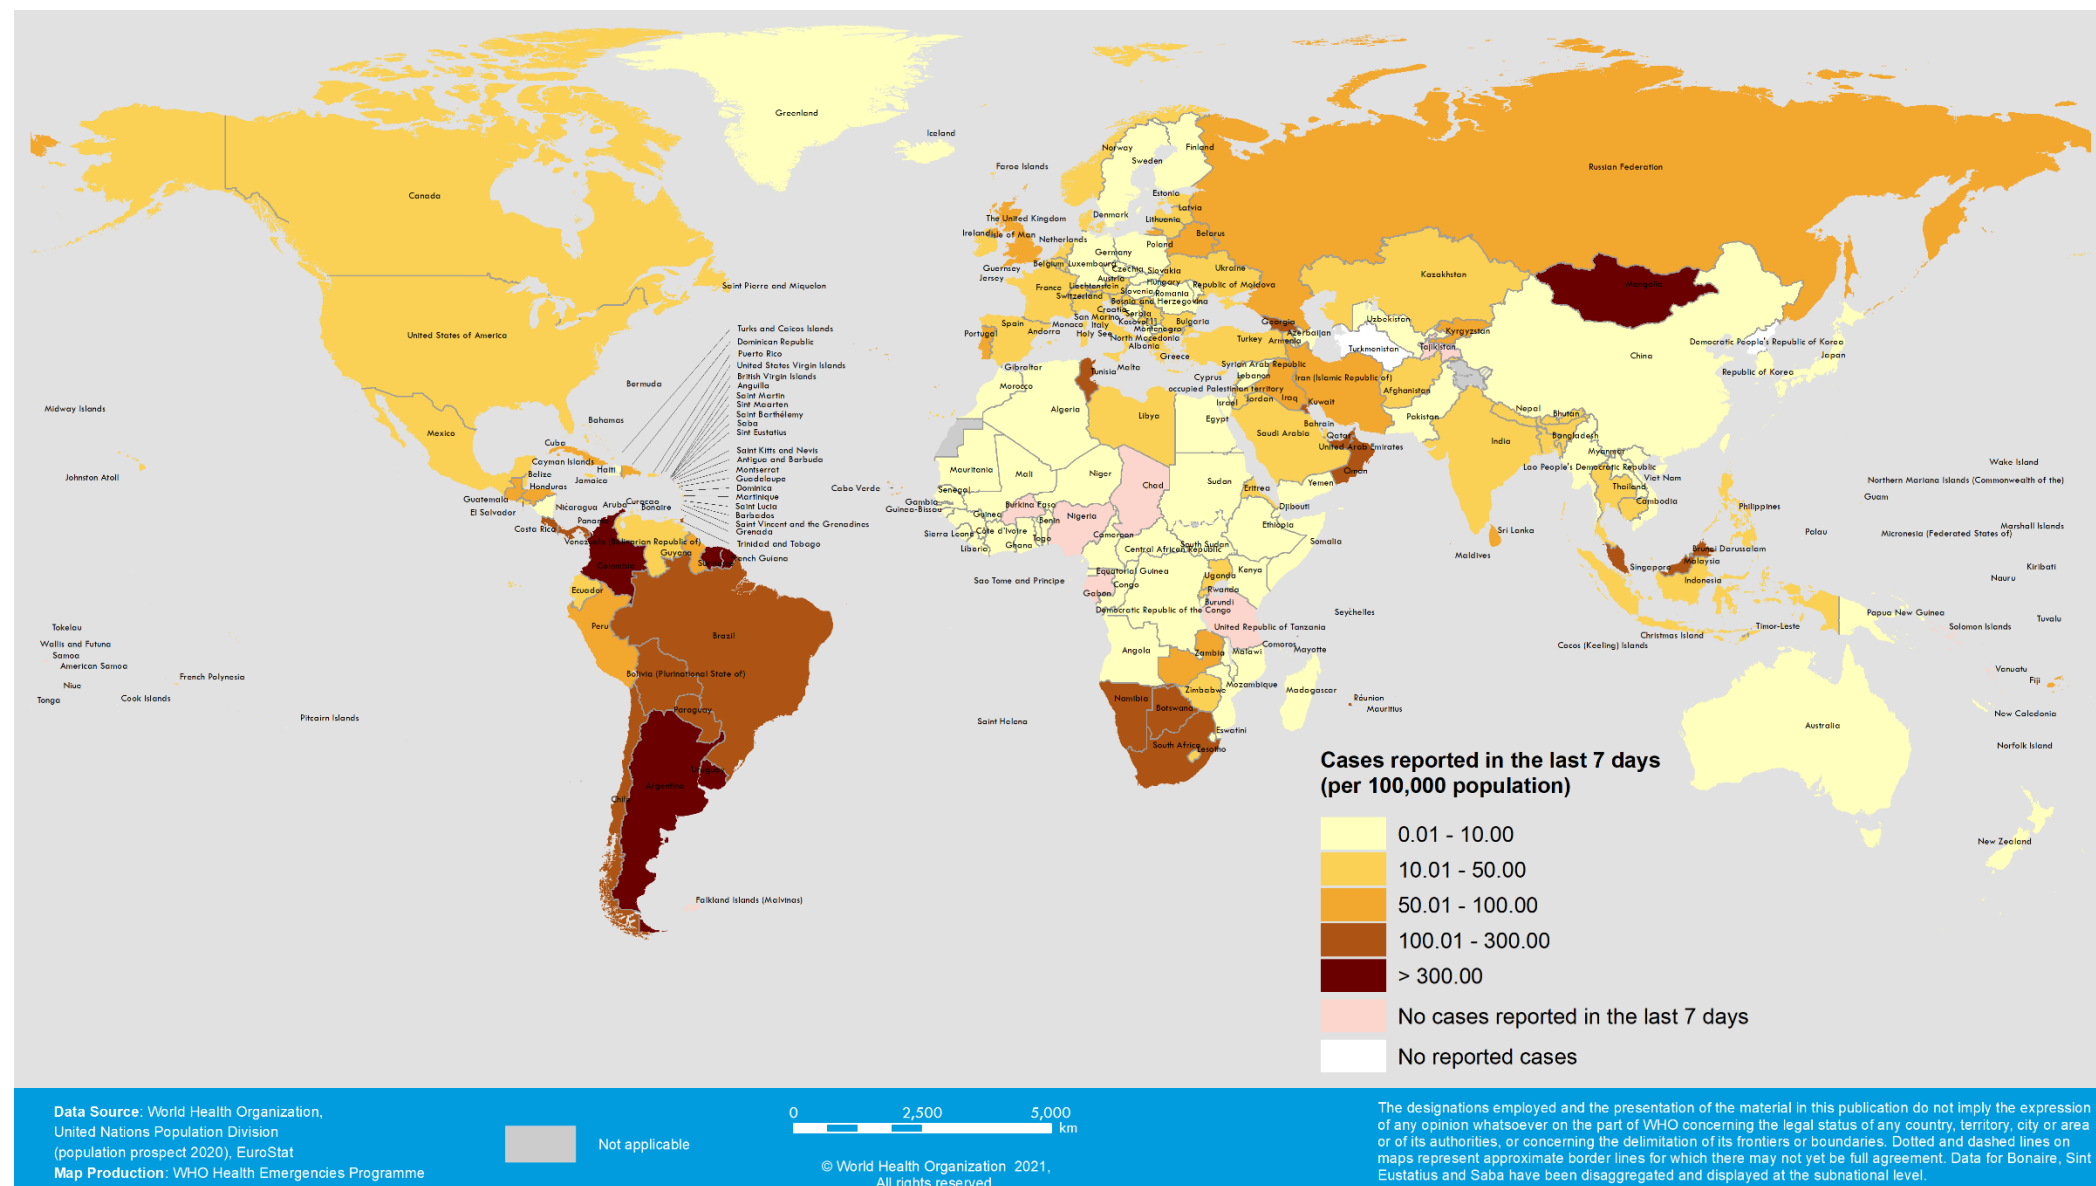 Greenland
Iceland
Faroe Islands
Norway
Sweden
Finland
Russian Federation
Canada
Estonia
Latvia
Denmark
Lithuania
The United Kingdom
Ireland
Isle of Man
Belarus
Netherlands
Poland
Germany
Guernsey
Jersey
Belgium
Luxembourg
Czechia
Slovakia
Ukraine
Kazakhstan
Mongolia
Austria
Hungary
Republic of Moldova
France
Liechtenstein
Switzerland
Slovenia
Romania
Bosnia and Herzegovina
Croatia
Serbia
San Marino
Kosovo[1]
Bulgaria
Saint Pierre and Miquelon
United States of America
Spain
Portugal
Andorra
Monaco
Italy
Holy See
Montenegro
North Macedonia
Albania
Greece
Turkey
Georgia
Armenia
Azerbaijan
Uzbekistan
Kyrgyzstan
Turkmenistan
Tajikistan
Democratic People's Republic of Korea
Japan
China
Republic of Korea
Turks and Caicos Islands
Dominican Republic
Puerto Rico
United States Virgin Islands
British Virgin Islands
Anguilla
Saint Martin
Sint Maarten
Saint Barthélemy
Saba
Sint Eustatius
Bermuda
Bahamas
Midway Islands
Mexico
Cuba
Cayman Islands
Haiti
Belize
Jamaica
Honduras
Guatemala
El Salvador
Nicaragua
Aruba
Curaçao
Bonaire
Costa Rica
Panama
Saint Kitts and Nevis
Antigua and Barbuda
Montserrat
Guadeloupe
Dominica
Martinique
Saint Lucia
Barbados
Saint Vincent and the Grenadines
Grenada
Trinidad and Tobago
Johnston Atoll
Gibraltar
Morocco
Algeria
Tunisia
Malta
Libya
Cyprus
Syrian Arab Republic
Lebanon
occupied Palestinian territory
Israel
Jordan
Iraq
Iran (Islamic Republic of)
Kuwait
Afghanistan
Pakistan
Egypt
Bahrain
Qatar
Saudi Arabia
United Arab Emirates
Oman
Yemen
Nepal
Bhutan
India
Bangladesh
Myanmar
Lao People's Democratic Republic
Viet Nam
Thailand
Cambodia
Philippines
Wake Island
Northern Mariana Islands (Commonwealth of the)
Guam
Marshall Islands
Palau
Micronesia (Federated States of)
Mauritania
Mali
Niger
Chad
Sudan
Eritrea
Cabo Verde
Senegal
Gambia
Guinea-Bissau
Guinea
Burkina Faso
Benin
Nigeria
Djibouti
Ethiopia
Sierra Leone
Côte d'Ivoire
Liberia
Ghana
Togo
Cameroon
Central African Republic
South Sudan
Somalia
Sri Lanka
Maldives
Brunei Darussalam
Malaysia
Singapore
Indonesia
Kiribati
Nauru
Venezuela (Bolivarian Republic of)
Guyana
French Guiana
Colombia
Ecuador
Peru
Brazil
Bolivia (Plurinational State of)
Paraguay
Uruguay
Argentina
Chile
Falkland Islands (Malvinas)
Sao Tome and Principe
Equatorial Guinea
Gabon
Congo
Uganda
Kenya
Rwanda
Burundi
Democratic Republic of the Congo
United Republic of Tanzania
Seychelles
Angola
Zambia
Malawi
Comoros
Mayotte
Zimbabwe
Mozambique
Madagascar
Réunion
Mauritius
Namibia
Botswana
South Africa
Eswatini
Lesotho
Saint Helena
Papua New Guinea
Solomon Islands
Tuvalu
Timor-Leste
Christmas Island
Cocos (Keeling) Islands
Vanuatu
Fiji
New Caledonia
Norfolk Island
Australia
New Zealand
Tokelau
Wallis and Futuna
Samoa
American Samoa
Niue
Tonga
Cook Islands
French Polynesia
Pitcairn Islands
Cases reported in the last 7 days
(per 100,000 population)
0.01 - 10.00
10.01 - 50.00
50.01 - 100.00
100.01 - 300.00
> 300.00
No cases reported in the last 7 days
No reported cases
Data Source: World Health Organization,
United Nations Population Division
(population prospect 2020), EuroStat
Map Production: WHO Health Emergencies Programme
Not applicable
0 2,500 5,000
km
© World Health Organization 2021,
All rights reserved
The designations employed and the presentation of the material in this publication do not imply the expression
of any opinion whatsoever on the part of WHO concerning the legal status of any country, territory, city or area
or of its authorities, or concerning the delimitation of its frontiers or boundaries. Dotted and dashed lines on
maps represent approximate border lines for which there may not yet be full agreement. Data for Bonaire, Sint
Eustatius and Saba have been disaggregated and displayed at the subnational level.